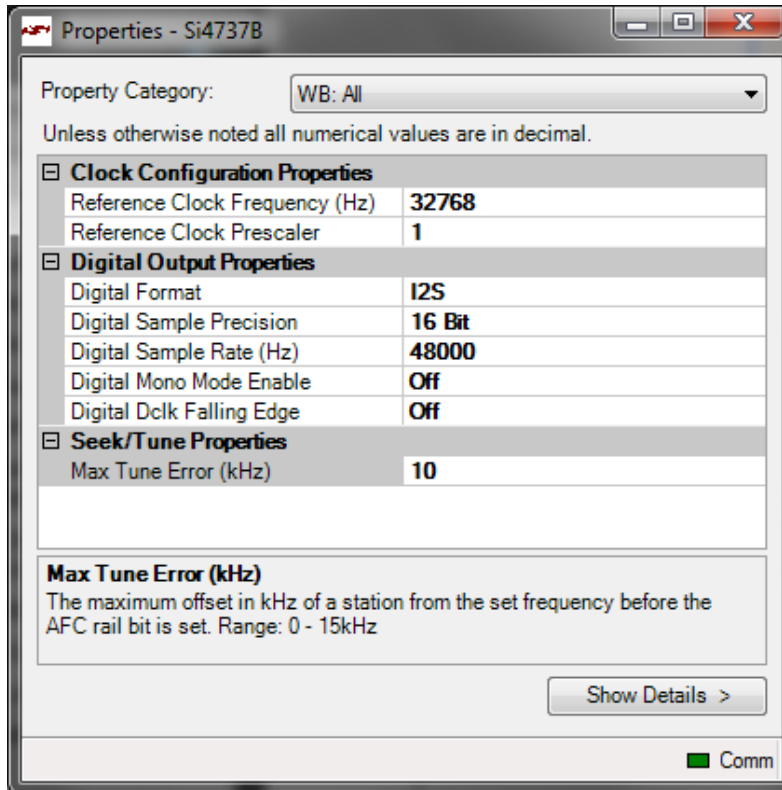 Properties - Si4737B
Property Category: WB: All
Unless otherwise noted all numerical values are in decimal.
Clock Configuration Properties
Reference Clock Frequency (Hz) 32768
Reference Clock Prescaler 1
Digital Output Properties
Digital Format I2S
Digital Sample Precision 16 Bit
Digital Sample Rate (Hz) 48000
Digital Mono Mode Enable Off
Digital Dclk Falling Edge Off
Seek/Tune Properties
Max Tune Error (kHz) 10
Max Tune Error (kHz)
The maximum offset in kHz of a station from the set frequency before the
AFC rail bit is set. Range: 0 - 15kHz
Show Details >
Comm